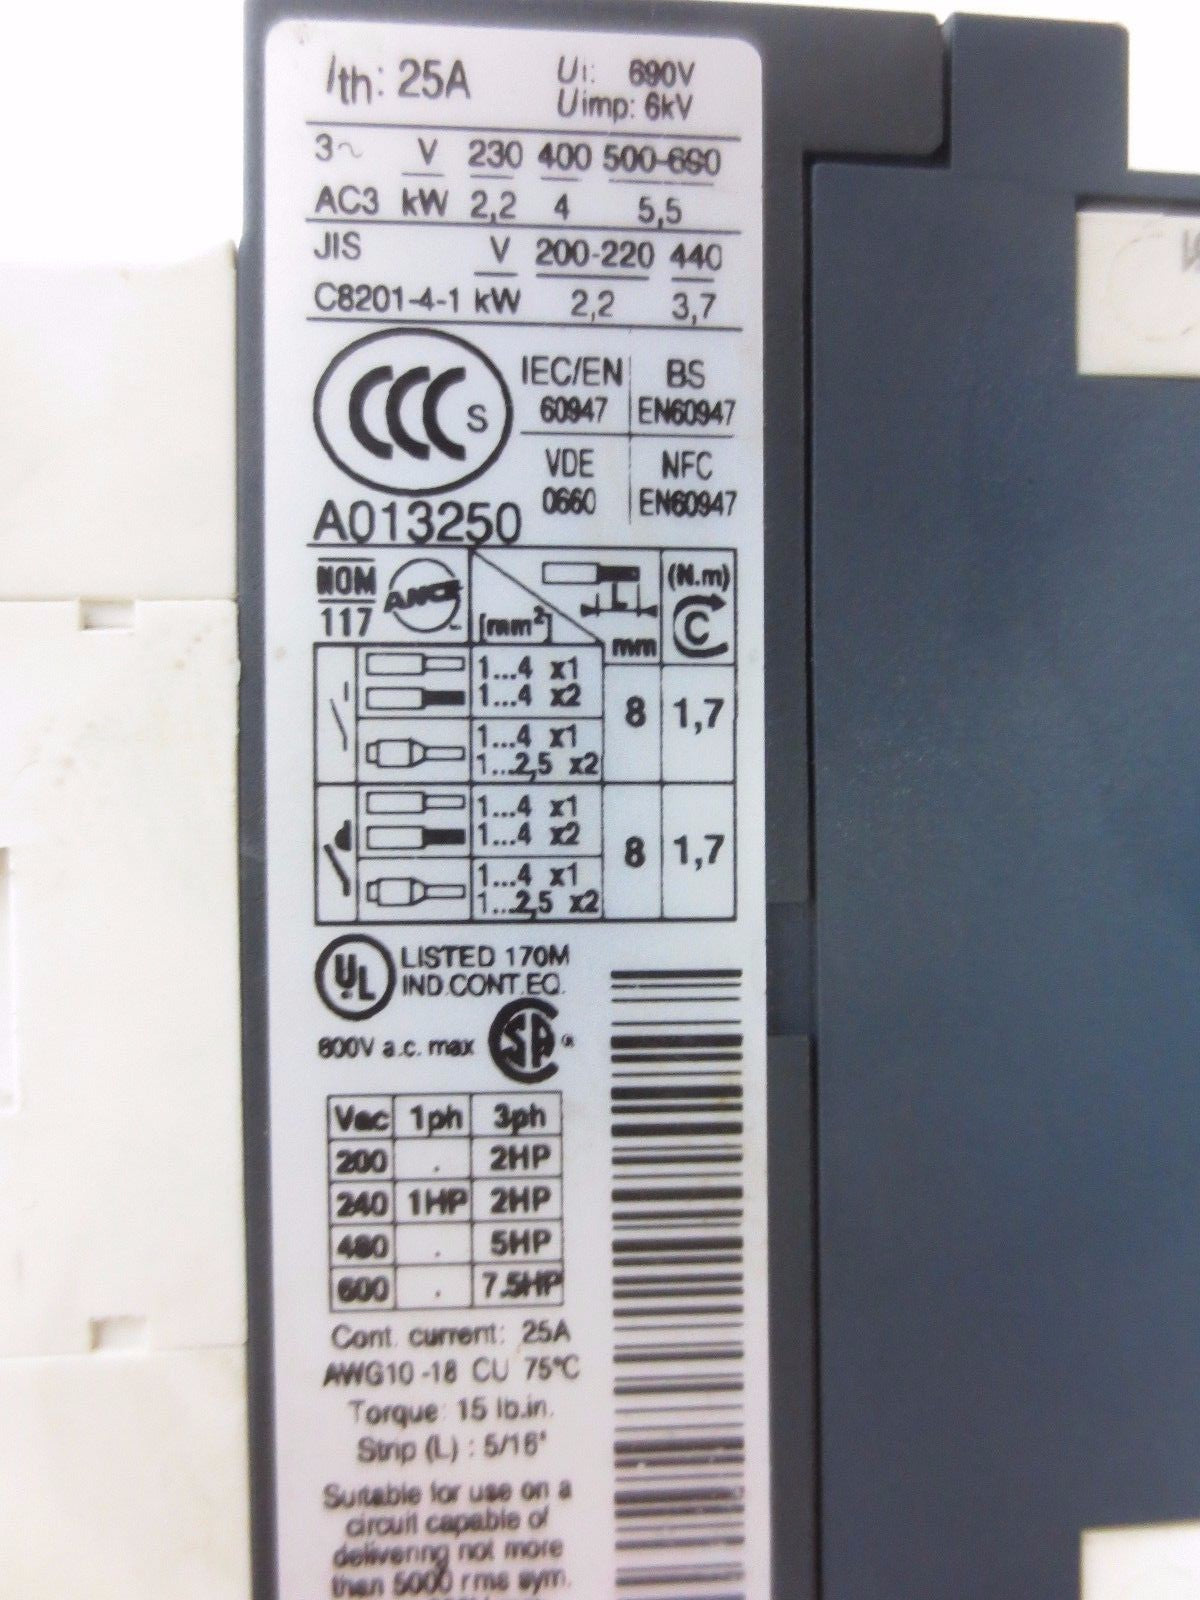 Ith: 25A
Ui: 690V
Uimp: 6kV
3~ V 230 400 500-690
AC3 kW 2,2 4 5,5
JIS V 200-220 440
C8201-4-1 kW 2,2 3,7
CCC S
IEC/EN 60947
BS EN60947
VDE 0660
NFC EN60947
A013250
NOM 117
ANCE
[mm²]
L
mm
(N.m)
C
1...4 x1
1...4 x2
8 1,7
1...4 x1
1...2,5 x2
1...4 x1
1...4 x2
8 1,7
1...4 x1
1...2,5 x2
UL LISTED 170M
IND.CONT.EQ.
600V a.c. max SA ®
Vac 1ph 3ph
200 . 2HP
240 1HP 2HP
480 . 5HP
600 . 7.5HP
Cont. current: 25A
AWG10-18 CU 75°C
Torque: 15 lb.in.
Strip (L) : 5/16"
Suitable for use on a
circuit capable of
delivering not more
than 5000 rms sym.